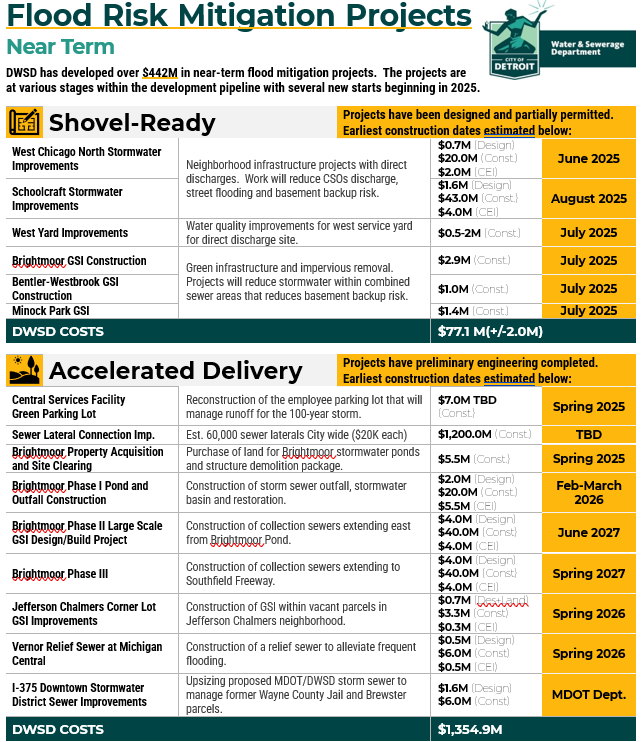 Flood Risk Mitigation Projects
Near Term
DWSD has developed over $442M in near-term flood mitigation projects. The projects are
at various stages within the development pipeline with several new starts beginning in 2025.
CITY OF
DETROIT
Water & Sewerage
Department
Shovel-Ready
Projects have been designed and partially permitted.
Earliest construction dates estimated below:
West Chicago North Stormwater
Improvements
Neighborhood infrastructure projects with direct
discharges. Work will reduce CSOs discharge,
street flooding and basement backup risk.
$0.7M (Design)
$20.0M (Const.)
$2.0M (CEI)
June 2025
Schoolcraft Stormwater
Improvements
$1.6M (Design)
$43.0M (Const.)
$4.0M (CEI)
August 2025
West Yard Improvements
Water quality improvements for west service yard
for direct discharge site.
$0.5-2M (Const.)
July 2025
Brightmoor GSI Construction
Green infrastructure and impervious removal.
Projects will reduce stormwater within combined
sewer areas that reduces basement backup risk.
$2.9M (Const.)
July 2025
Bentler-Westbrook GSI
Construction
$1.0M (Const.)
July 2025
Minock Park GSI
$1.4M (Const.)
July 2025
DWSD COSTS
$77.1 M(+/-2.0M)
Accelerated Delivery
Projects have preliminary engineering completed.
Earliest construction dates estimated below:
Central Services Facility
Green Parking Lot
Reconstruction of the employee parking lot that will
manage runoff for the 100-year storm.
$7.0M TBD
(Const.)
Spring 2025
Sewer Lateral Connection Imp.
Est. 60,000 sewer laterals City wide ($20K each)
$1,200.0M (Const.)
TBD
Brightmoor Property Acquisition
and Site Clearing
Purchase of land for Brightmoor stormwater ponds
and structure demolition package.
$5.5M (Const.)
Spring 2025
Brightmoor Phase I Pond and
Outfall Construction
Construction of storm sewer outfall, stormwater
basin and restoration.
$2.0M (Design)
$20.0M (Const.)
$5.5M (CEI)
Feb-March
2026
Brightmoor Phase II Large Scale
GSI Design/Build Project
Construction of collection sewers extending east
from Brightmoor Pond.
$4.0M (Design)
$40.0M (Const)
$4.0M (CEI)
June 2027
Brightmoor Phase III
Construction of collection sewers extending to
Southfield Freeway.
$4.0M (Design)
$40.0M (Const)
$4.0M (CEI)
Spring 2027
Jefferson Chalmers Corner Lot
GSI Improvements
Construction of GSI within vacant parcels in
Jefferson Chalmers neighborhood.
$0.7M (Des+Land)
$3.3M (Const)
$0.3M (CEI)
Spring 2026
Vernor Relief Sewer at Michigan
Central
Construction of a relief sewer to alleviate frequent
flooding.
$0.5M (Design)
$6.0M (Const)
$0.5M (CEI)
Spring 2026
I-375 Downtown Stormwater
District Sewer Improvements
Upsizing proposed MDOT/DWSD storm sewer to
manage former Wayne County Jail and Brewster
parcels.
$1.6M (Design)
$6.0M (Const)
MDOT Dept.
DWSD COSTS
$1,354.9M